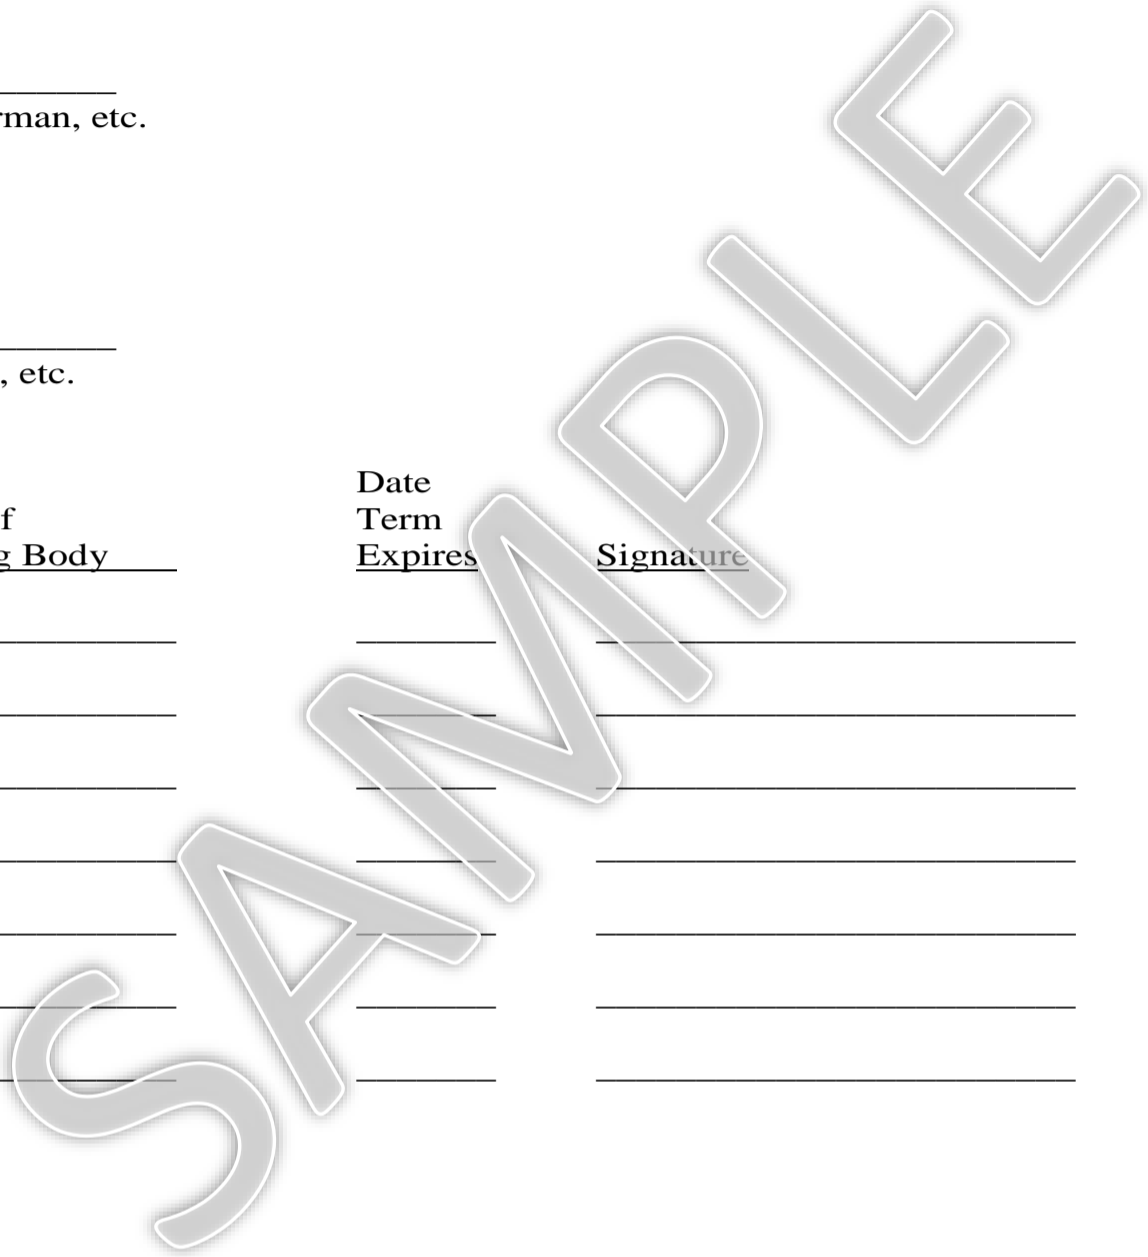 rman, etc.
, etc.
Date
f Term
g Body Expires Signature
SAMPLE